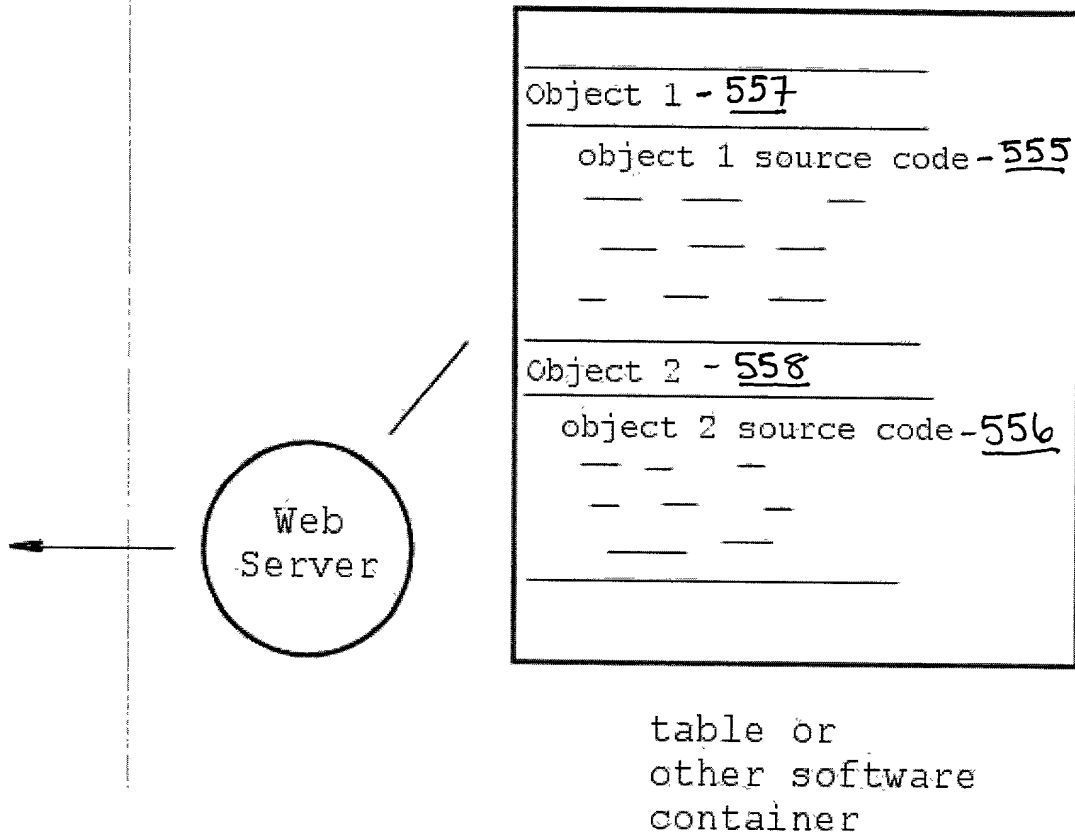 Object 1 - 557
object 1 source code - 555
Object 2 - 558
object 2 source code - 556
Web
Server
table or
other software
container